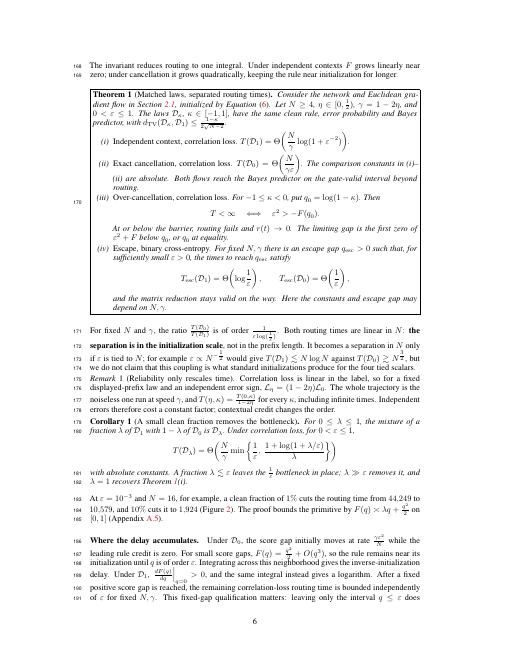 168 The invariant reduces routing to one integral. Under independent contexts F grows linearly near
169 zero; under cancellation it grows quadratically, keeping the rule near initialization for longer.
Theorem 1 (Matched laws, separated routing times). Consider the network and Euclidean gra-
dient flow in Section 2.1, initialized by Equation (6). Let N ≥ 4, η ∈ [0, 1/2), γ = 1 − 2η, and
0 < ε ≤ 1. The laws D_κ, κ ∈ [−1, 1], have the same clean rule, error probability and Bayes
predictor, with d_TV(D_κ, D_1) ≤ (1−κ)/(2√(N−2)).
(i) Independent context, correlation loss. T(D_1) = Θ(N/γ log(1 + ε^{−2})).
(ii) Exact cancellation, correlation loss. T(D_0) = Θ(N/(γε)). The comparison constants in (i)–
(ii) are absolute. Both flows reach the Bayes predictor on the gate-valid interval beyond
routing.
170
(iii) Over-cancellation, correlation loss. For −1 ≤ κ < 0, put q_0 = log(1 − κ). Then
T < ∞ ⟺ ε² > −F(q_0).
At or below the barrier, routing fails and r(t) → 0. The limiting gap is the first zero of
ε² + F below q_0, or q_0 at equality.
(iv) Escape, binary cross-entropy. For fixed N, γ there is an escape gap q_esc > 0 such that, for
sufficiently small ε > 0, the times to reach q_esc satisfy
T_esc(D_1) = Θ(log 1/ε), T_esc(D_0) = Θ(1/ε),
and the matrix reduction stays valid on the way. Here the constants and escape gap may
depend on N, γ.
171 For fixed N and γ, the ratio T(D_0)/T(D_1) is of order 1/(ε log(1/ε)). Both routing times are linear in N: the
172 separation is in the initialization scale, not in the prefix length. It becomes a separation in N only
173 if ε is tied to N; for example ε ∝ N^{−1/2} would give T(D_1) ≲ N log N against T(D_0) ≳ N^{3/2}, but
174 we do not claim that this coupling is what standard initializations produce for the four tied scalars.
175 Remark 1 (Reliability only rescales time). Correlation loss is linear in the label, so for a fixed
176 displayed-prefix law and an independent error sign, L_η = (1 − 2η)L_0. The whole trajectory is the
177 noiseless one run at speed γ, and T(η, κ) = T(0,κ)/(1−2η) for every κ, including infinite times. Independent
178 errors therefore cost a constant factor; contextual credit changes the order.
179 Corollary 1 (A small clean fraction removes the bottleneck). For 0 ≤ λ ≤ 1, the mixture of a
180 fraction λ of D_1 with 1 − λ of D_0 is D_λ. Under correlation loss, for 0 < ε ≤ 1,
T(D_λ) = Θ(N/γ min{1/ε, (1 + log(1 + λ/ε))/λ})
181 with absolute constants. A fraction λ ≲ ε leaves the 1/ε bottleneck in place; λ ≫ ε removes it, and
182 λ = 1 recovers Theorem 1(i).
183 At ε = 10^{−3} and N = 16, for example, a clean fraction of 1% cuts the routing time from 44,249 to
184 10,579, and 10% cuts it to 1,924 (Figure 2). The proof bounds the primitive by F(q) ≍ λq + q²/2 on
185 [0, 1] (Appendix A.5).
186 Where the delay accumulates. Under D_0, the score gap initially moves at rate γε²/N while the
187 leading rule credit is zero. For small score gaps, F(q) = q²/2 + O(q³), so the rule remains near its
188 initialization until q is of order ε. Integrating across this neighborhood gives the inverse-initialization
189 delay. Under D_1, dF(q)/dq |_{q=0} > 0, and the same integral instead gives a logarithm. After a fixed
190 positive score gap is reached, the remaining correlation-loss routing time is bounded independently
191 of ε for fixed N, γ. This fixed-gap qualification matters: leaving only the interval q ≤ ε does
6